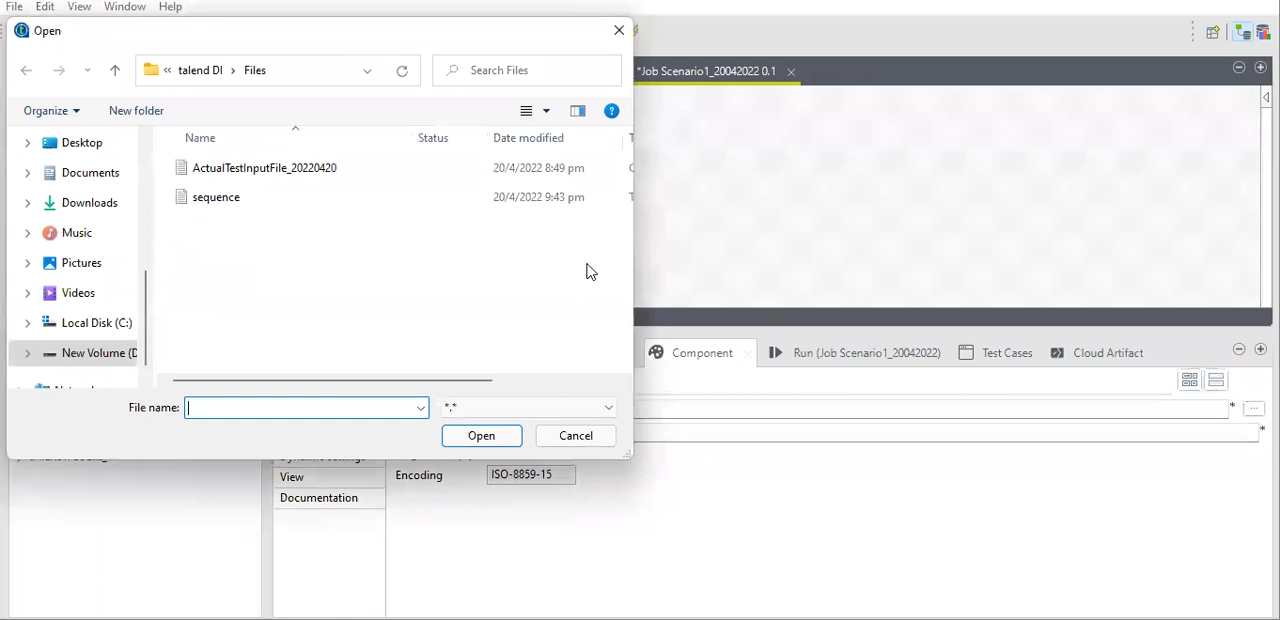 File Edit View Window Help
Open
« talend DI > Files
Search Files
*Job Scenario1_20042022 0.1
Organize New folder
Name Status Date modified
Desktop
Documents
Downloads
Music
Pictures
Videos
Local Disk (C:)
New Volume (D
ActualTestInputFile_20220420 20/4/2022 8:49 pm
sequence 20/4/2022 9:43 pm
File name: *.*
Open Cancel
Component Run (Job Scenario1_20042022) Test Cases Cloud Artifact
*
*
View
Documentation
Encoding ISO-8859-15